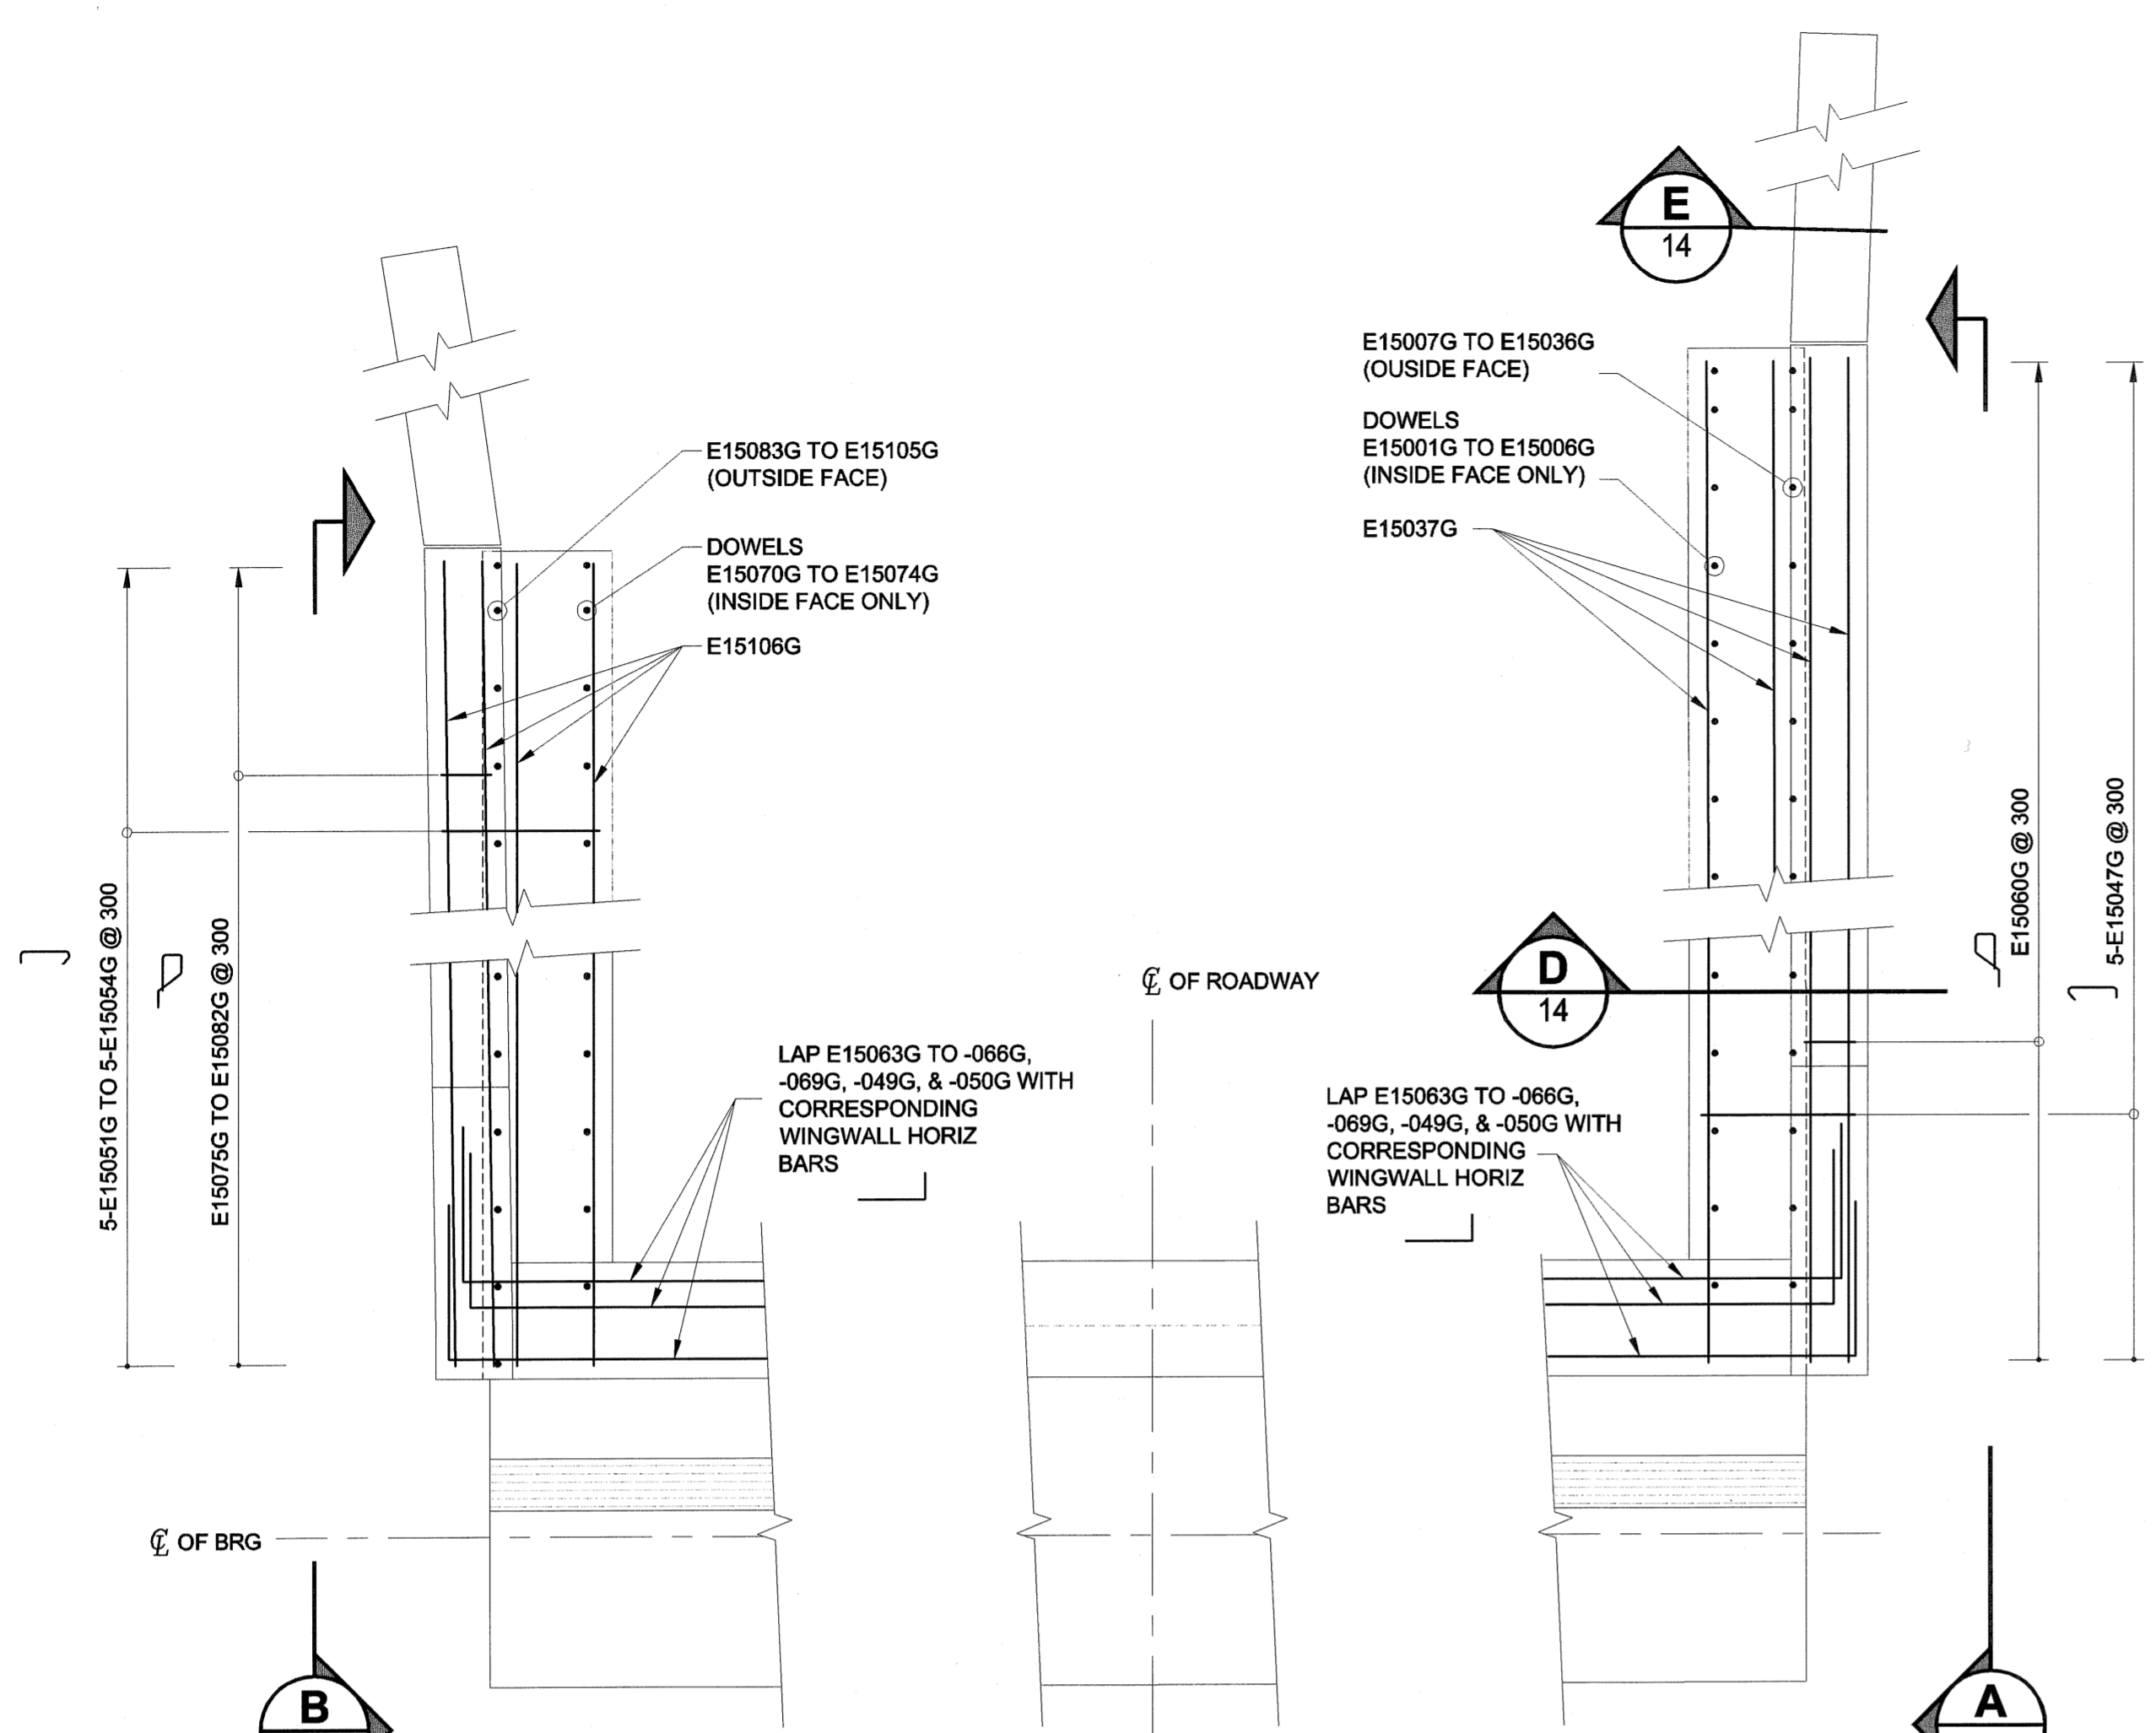 E
14
E15007G TO E15036G
(OUSIDE FACE)
DOWELS
E15001G TO E15006G
(INSIDE FACE ONLY)
E15037G
E15083G TO E15105G
(OUTSIDE FACE)
DOWELS
E15070G TO E15074G
(INSIDE FACE ONLY)
E15106G
5-E15051G TO 5-E15054G @ 300
E15075G TO E15082G @ 300
E15060G @ 300
5-E15047G @ 300
℄ OF ROADWAY
D
14
LAP E15063G TO -066G,
-069G, -049G, & -050G WITH
CORRESPONDING
WINGWALL HORIZ
BARS
LAP E15063G TO -066G,
-069G, -049G, & -050G WITH
CORRESPONDING
WINGWALL HORIZ
BARS
℄ OF BRG
B
A